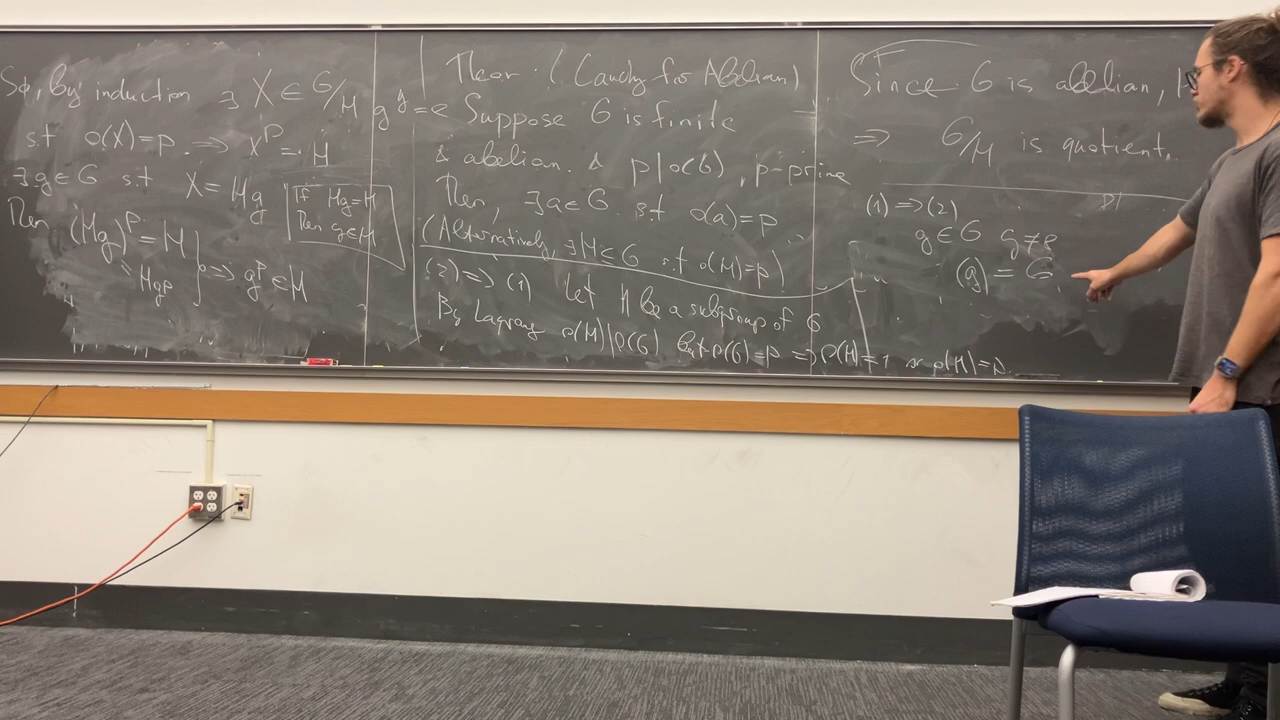 So, by induction ∃ X ∈ G/M
s.t o(X)=p. ⇒ X^p = M
∃ g ∈ G s.t X = Mg
Then (Mg)^p = M
Mg^p
⇒ g^p ∈ M
If Mg=M
Then g∈M
g^y = e
Theor. (Cauchy for Abelian)
Suppose G is finite
& abelian. & p|o(G), p-prime
Then, ∃a∈G. s.t o(a)=p
(Alternatively ∃M≤G s.t o(M)=p)
(2)⇒(1) Let M be a subgroup of G
By Lagrang o(M)|o(G) but o(G)=p ⇒ o(M)=1 or o(M)=p.
Since G is abelian,
⇒ G/M is quotient.
(1)⇒(2)
g∈G g≠e
(g) = G